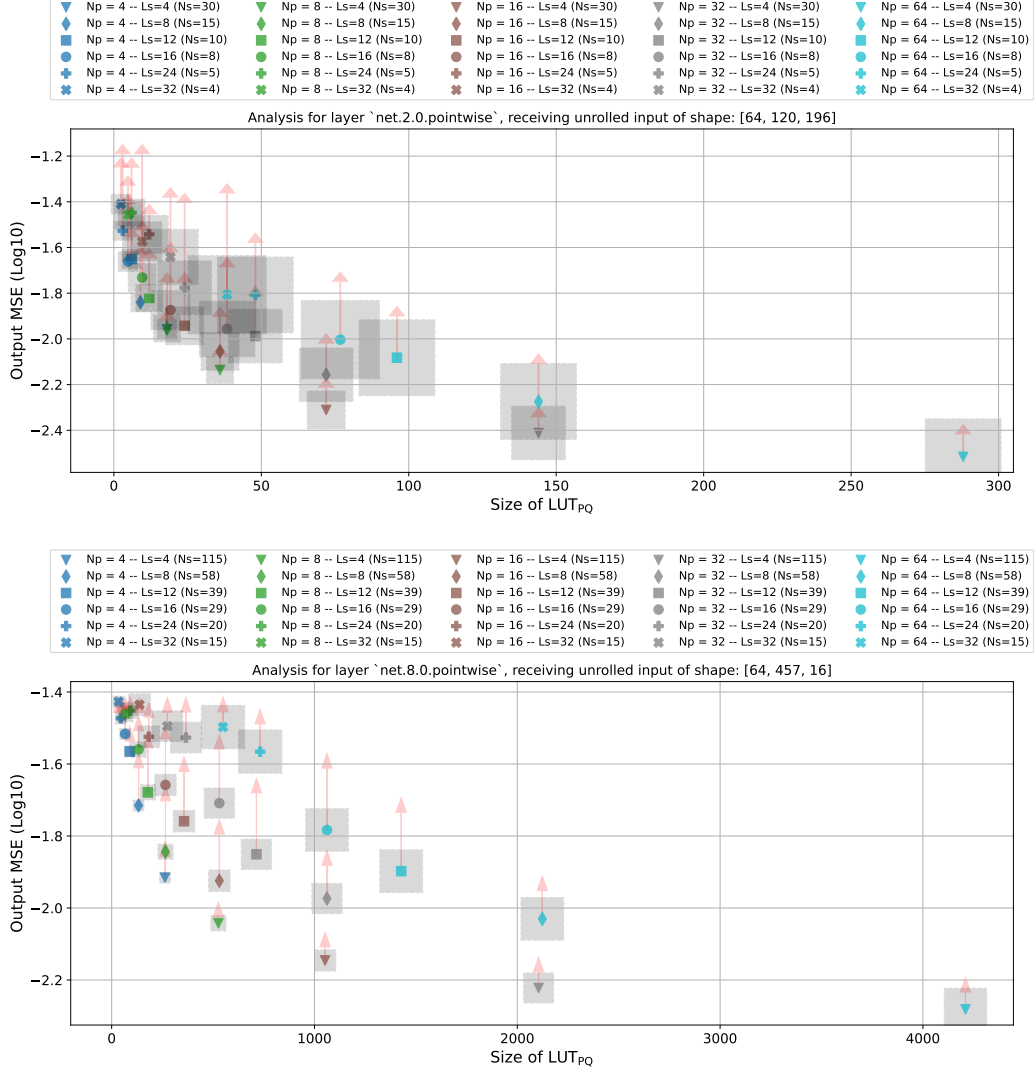 Np = 4 -- Ls=4 (Ns=30) Np = 8 -- Ls=4 (Ns=30) Np = 16 -- Ls=4 (Ns=30) Np = 32 -- Ls=4 (Ns=30) Np = 64 -- Ls=4 (Ns=30)
Np = 4 -- Ls=8 (Ns=15) Np = 8 -- Ls=8 (Ns=15) Np = 16 -- Ls=8 (Ns=15) Np = 32 -- Ls=8 (Ns=15) Np = 64 -- Ls=8 (Ns=15)
Np = 4 -- Ls=12 (Ns=10) Np = 8 -- Ls=12 (Ns=10) Np = 16 -- Ls=12 (Ns=10) Np = 32 -- Ls=12 (Ns=10) Np = 64 -- Ls=12 (Ns=10)
Np = 4 -- Ls=16 (Ns=8) Np = 8 -- Ls=16 (Ns=8) Np = 16 -- Ls=16 (Ns=8) Np = 32 -- Ls=16 (Ns=8) Np = 64 -- Ls=16 (Ns=8)
Np = 4 -- Ls=24 (Ns=5) Np = 8 -- Ls=24 (Ns=5) Np = 16 -- Ls=24 (Ns=5) Np = 32 -- Ls=24 (Ns=5) Np = 64 -- Ls=24 (Ns=5)
Np = 4 -- Ls=32 (Ns=4) Np = 8 -- Ls=32 (Ns=4) Np = 16 -- Ls=32 (Ns=4) Np = 32 -- Ls=32 (Ns=4) Np = 64 -- Ls=32 (Ns=4)
Analysis for layer `net.2.0.pointwise`, receiving unrolled input of shape: [64, 120, 196]
Output MSE (Log10)
−1.2
−1.4
−1.6
−1.8
−2.0
−2.2
−2.4
0 50 100 150 200 250 300
Size of LUT_PQ
Np = 4 -- Ls=4 (Ns=115) Np = 8 -- Ls=4 (Ns=115) Np = 16 -- Ls=4 (Ns=115) Np = 32 -- Ls=4 (Ns=115) Np = 64 -- Ls=4 (Ns=115)
Np = 4 -- Ls=8 (Ns=58) Np = 8 -- Ls=8 (Ns=58) Np = 16 -- Ls=8 (Ns=58) Np = 32 -- Ls=8 (Ns=58) Np = 64 -- Ls=8 (Ns=58)
Np = 4 -- Ls=12 (Ns=39) Np = 8 -- Ls=12 (Ns=39) Np = 16 -- Ls=12 (Ns=39) Np = 32 -- Ls=12 (Ns=39) Np = 64 -- Ls=12 (Ns=39)
Np = 4 -- Ls=16 (Ns=29) Np = 8 -- Ls=16 (Ns=29) Np = 16 -- Ls=16 (Ns=29) Np = 32 -- Ls=16 (Ns=29) Np = 64 -- Ls=16 (Ns=29)
Np = 4 -- Ls=24 (Ns=20) Np = 8 -- Ls=24 (Ns=20) Np = 16 -- Ls=24 (Ns=20) Np = 32 -- Ls=24 (Ns=20) Np = 64 -- Ls=24 (Ns=20)
Np = 4 -- Ls=32 (Ns=15) Np = 8 -- Ls=32 (Ns=15) Np = 16 -- Ls=32 (Ns=15) Np = 32 -- Ls=32 (Ns=15) Np = 64 -- Ls=32 (Ns=15)
Analysis for layer `net.8.0.pointwise`, receiving unrolled input of shape: [64, 457, 16]
Output MSE (Log10)
−1.4
−1.6
−1.8
−2.0
−2.2
0 1000 2000 3000 4000
Size of LUT_PQ